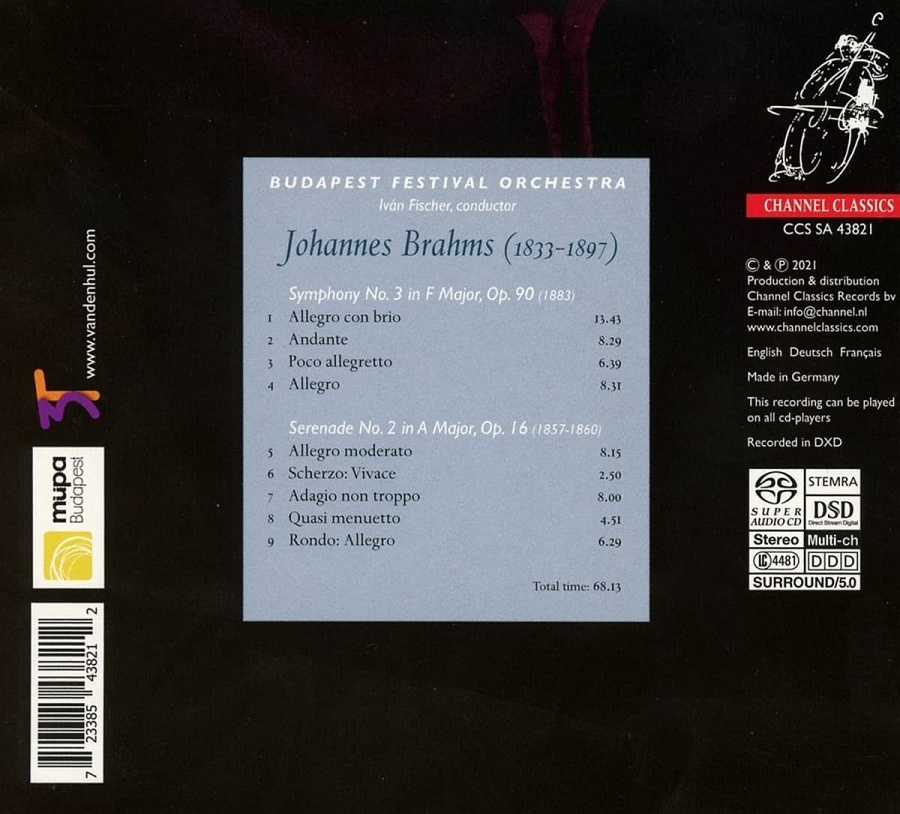 BUDAPEST FESTIVAL ORCHESTRA
Iván Fischer, conductor
Johannes Brahms (1833–1897)
Symphony No. 3 in F Major, Op. 90 (1883)
1 Allegro con brio 13.43
2 Andante 8.29
3 Poco allegretto 6.39
4 Allegro 8.31
Serenade No. 2 in A Major, Op. 16 (1857-1860)
5 Allegro moderato 8.15
6 Scherzo: Vivace 2.50
7 Adagio non troppo 8.00
8 Quasi menuetto 4.51
9 Rondo: Allegro 6.29
Total time: 68.13
CHANNEL CLASSICS
CCS SA 43821
© & ℗ 2021
Production & distribution
Channel Classics Records bv
E-mail: info@channel.nl
www.channelclassics.com
English Deutsch Français
Made in Germany
This recording can be played
on all cd-players
Recorded in DXD
SUPER AUDIO CD
STEMRA
DSD
Direct Stream Digital
Stereo Multi-ch
LC 4481 DDD
SURROUND/5.0
www.vandenhul.com
mupa
Budapest
7 23385 43821 2